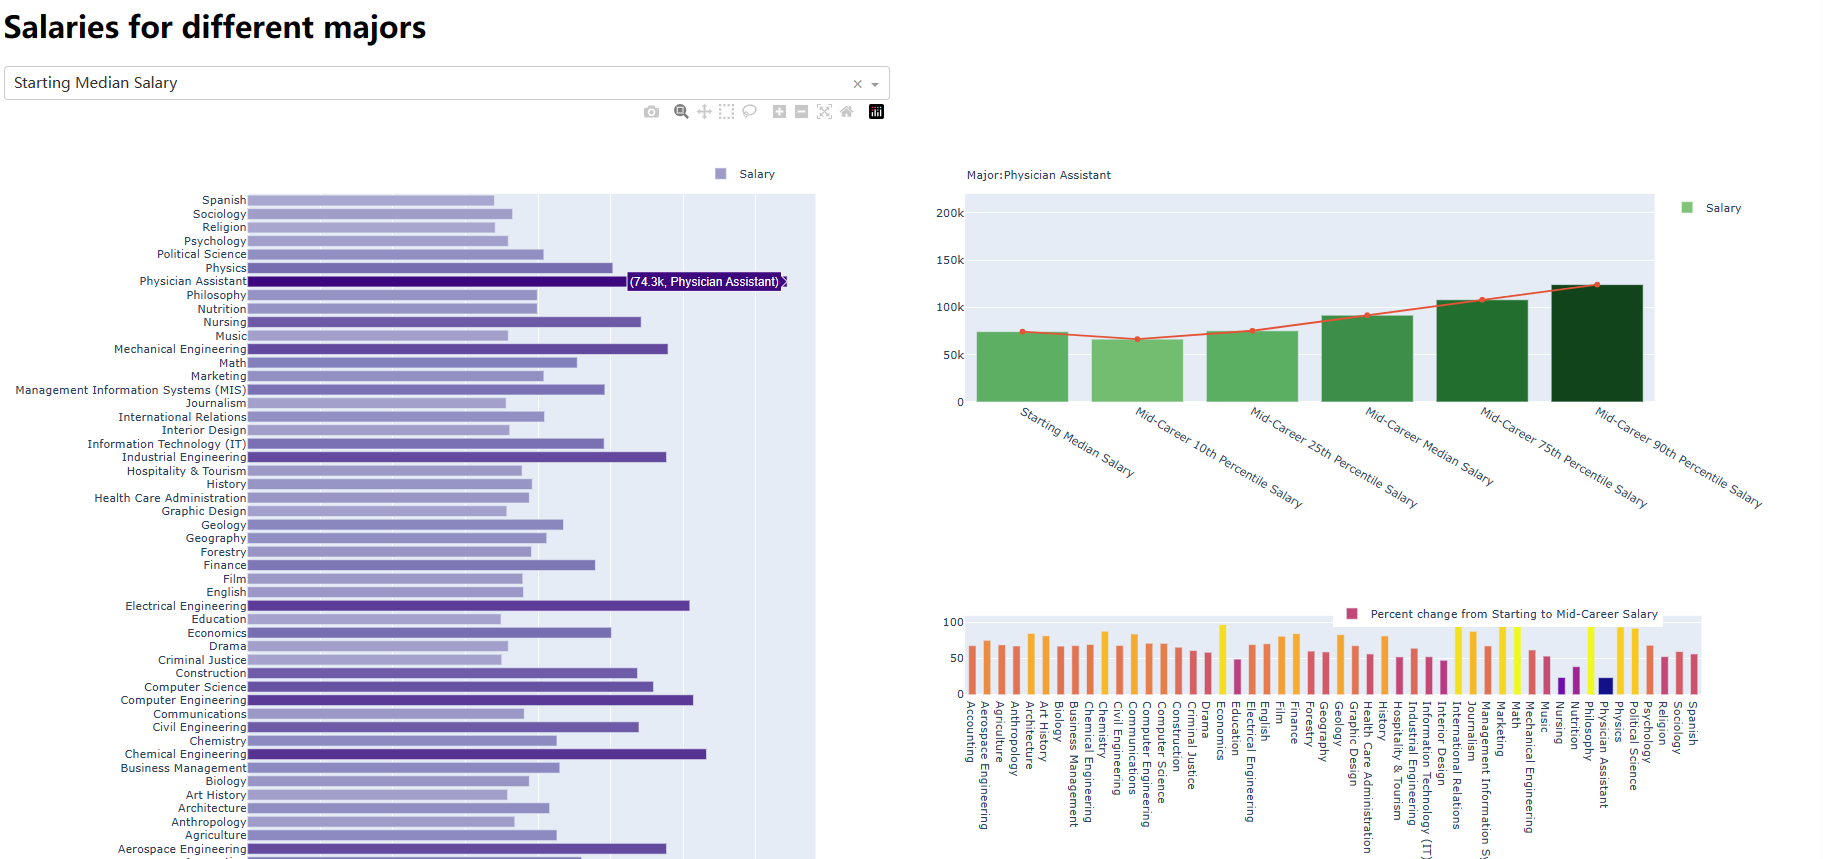 Salaries for different majors
Starting Median Salary
Salary
Spanish
Sociology
Religion
Psychology
Political Science
Physics
Physician Assistant
(74.3k, Physician Assistant)
Philosophy
Nutrition
Nursing
Music
Mechanical Engineering
Math
Marketing
Management Information Systems (MIS)
Journalism
International Relations
Interior Design
Information Technology (IT)
Industrial Engineering
Hospitality & Tourism
History
Health Care Administration
Graphic Design
Geology
Geography
Forestry
Finance
Film
English
Electrical Engineering
Education
Economics
Drama
Criminal Justice
Construction
Computer Science
Computer Engineering
Communications
Civil Engineering
Chemistry
Chemical Engineering
Business Management
Biology
Art History
Architecture
Anthropology
Agriculture
Aerospace Engineering
Major:Physician Assistant
Salary
200k
150k
100k
50k
0
Starting Median Salary
Mid-Career 10th Percentile Salary
Mid-Career 25th Percentile Salary
Mid-Career Median Salary
Mid-Career 75th Percentile Salary
Mid-Career 90th Percentile Salary
Percent change from Starting to Mid-Career Salary
100
50
0
Accounting
Aerospace Engineering
Agriculture
Anthropology
Architecture
Art History
Biology
Business Management
Chemical Engineering
Chemistry
Civil Engineering
Communications
Computer Engineering
Computer Science
Construction
Criminal Justice
Drama
Economics
Education
Electrical Engineering
English
Film
Finance
Forestry
Geography
Geology
Graphic Design
Health Care Administration
History
Hospitality & Tourism
Industrial Engineering
Information Technology (IT)
Interior Design
International Relations
Journalism
Management Information Sy
Marketing
Math
Mechanical Engineering
Music
Nursing
Nutrition
Philosophy
Physician Assistant
Physics
Political Science
Psychology
Religion
Sociology
Spanish